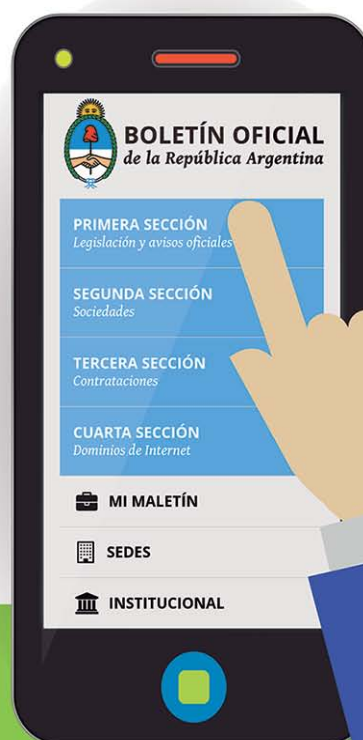 BOLETÍN OFICIAL
de la República Argentina
PRIMERA SECCIÓN
Legislación y avisos oficiales
SEGUNDA SECCIÓN
Sociedades
TERCERA SECCIÓN
Contrataciones
CUARTA SECCIÓN
Dominios de Internet
MI MALETÍN
SEDES
INSTITUCIONAL